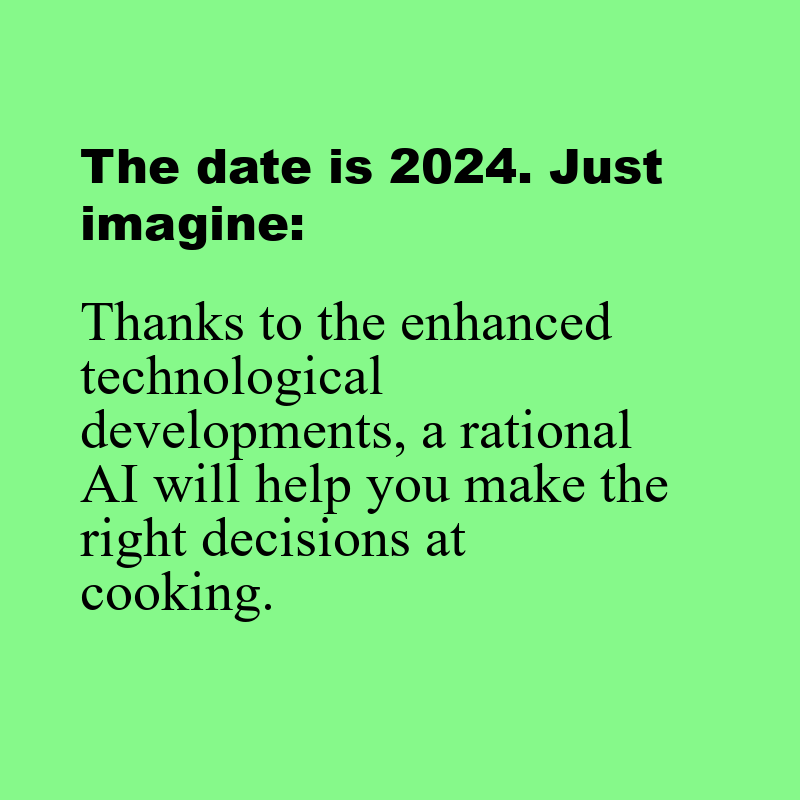 The date is 2024. Just
imagine:
Thanks to the enhanced
technological
developments, a rational
AI will help you make the
right decisions at
cooking.